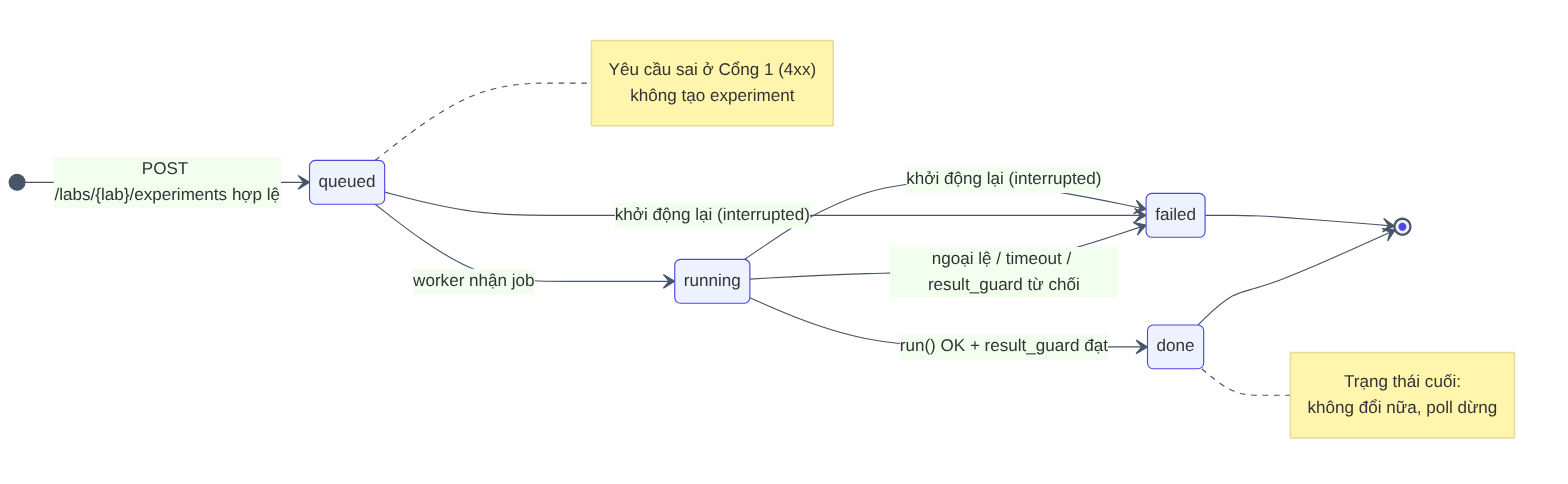 Yêu cầu sai ở Cổng 1 (4xx)
không tạo experiment
POST
/labs/{lab}/experiments hợp lệ
queued
khởi động lại (interrupted)
khởi động lại (interrupted)
failed
worker nhận job
running
ngoại lệ / timeout /
result_guard từ chối
run() OK + result_guard đạt
done
Trạng thái cuối:
không đổi nữa, poll dừng